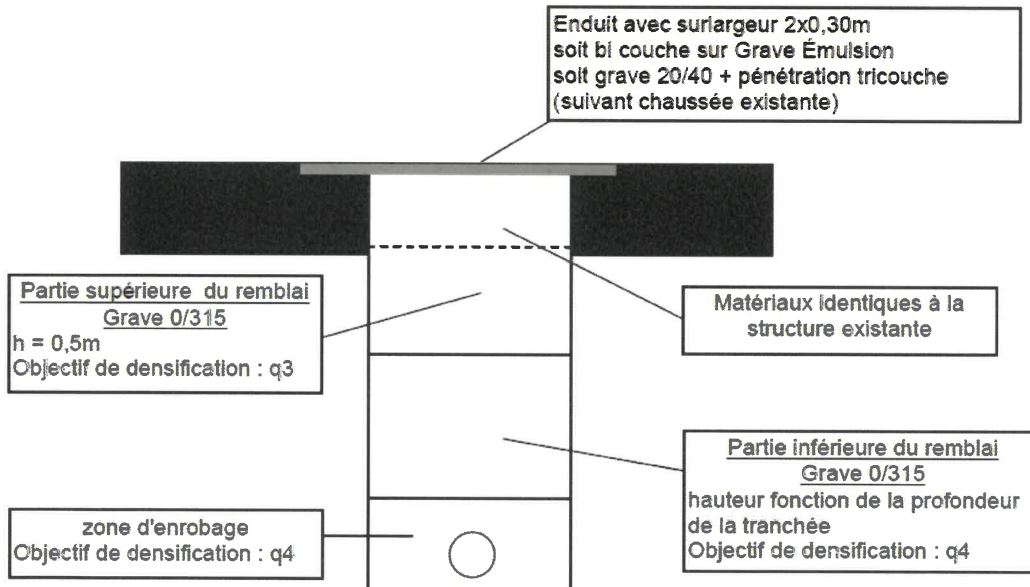 Enduit avec surlargeur 2x0,30m
soit bi couche sur Grave Émulsion
soit grave 20/40 + pénétration tricouche
(suivant chaussée existante)
Partie supérieure du remblai
Grave 0/315
h = 0,5m
Objectif de densification : q3
Matériaux identiques à la
structure existante
Partie inférieure du remblai
Grave 0/315
hauteur fonction de la profondeur
de la tranchée
Objectif de densification : q4
zone d'enrobage
Objectif de densification : q4